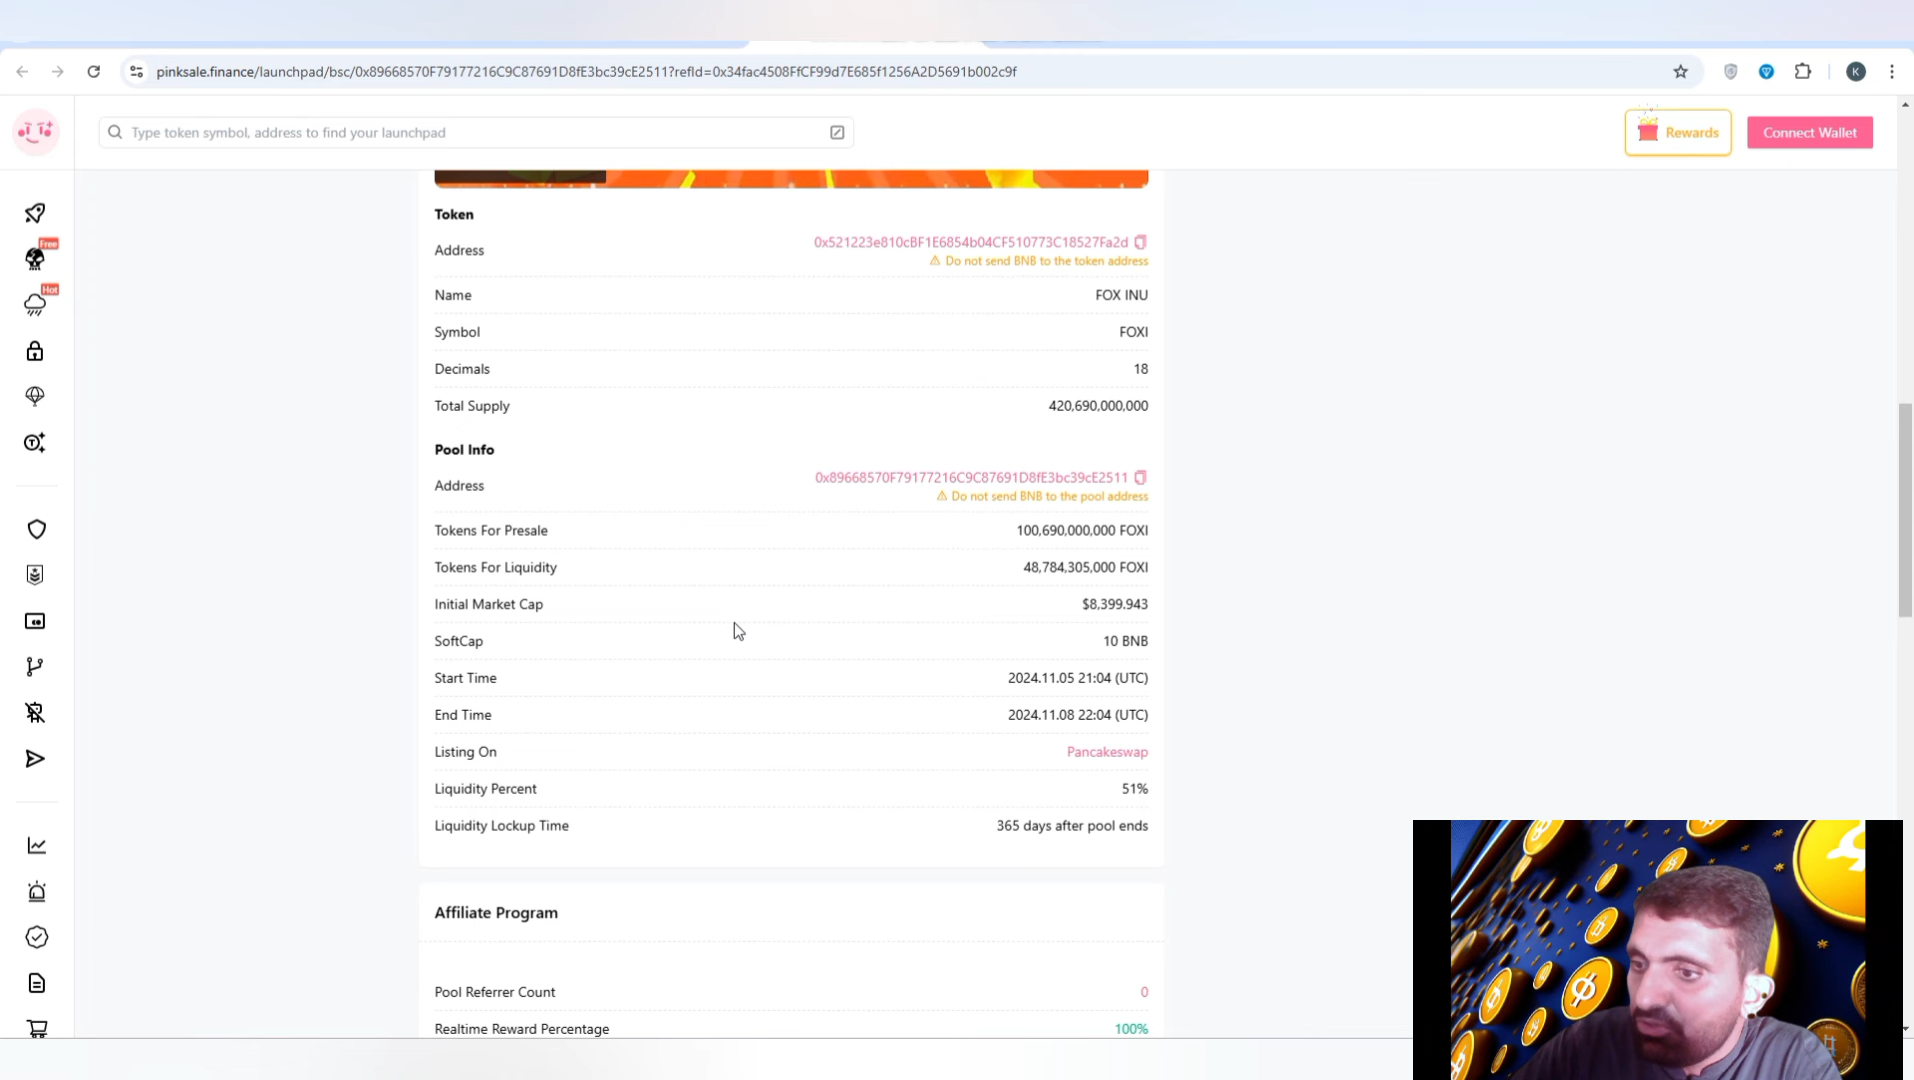 pinksale.finance/launchpad/bsc/0x89668570F79177216C9C87691D8fE3bc39cE2511?refId=0x34fac4508FfCF99d7E685f1256A2D5691b002c9f
K
Type token symbol, address to find your launchpad
Rewards
Connect Wallet
Free
Hot
Token
Address
0x521223e810cBF1E6854b04CF510773C18527Fa2d
Do not send BNB to the token address
Name
FOX INU
Symbol
FOXI
Decimals
18
Total Supply
420,690,000,000
Pool Info
Address
0x89668570F79177216C9C87691D8fE3bc39cE2511
Do not send BNB to the pool address
Tokens For Presale
100,690,000,000 FOXI
Tokens For Liquidity
48,784,305,000 FOXI
Initial Market Cap
$8,399.943
SoftCap
10 BNB
Start Time
2024.11.05 21:04 (UTC)
End Time
2024.11.08 22:04 (UTC)
Listing On
Pancakeswap
Liquidity Percent
51%
Liquidity Lockup Time
365 days after pool ends
Affiliate Program
Pool Referrer Count
0
Realtime Reward Percentage
100%